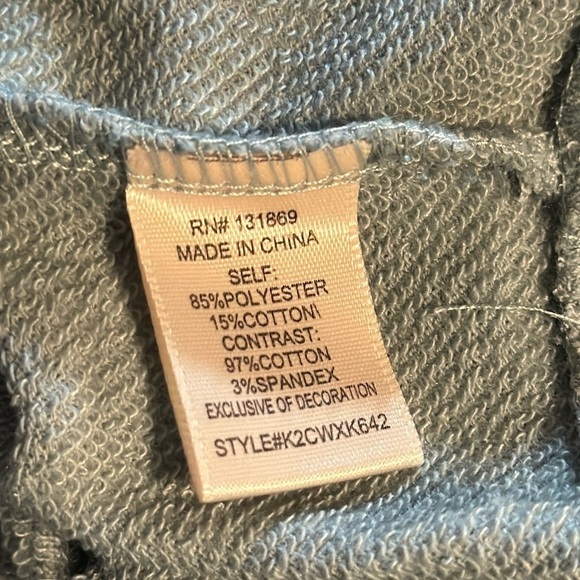 RN# 131869
MADE IN CHINA
SELF:
85%POLYESTER
15%COTTON\
CONTRAST:
97%COTTON
3%SPANDEX
EXCLUSIVE OF DECORATION
STYLE#K2CWXK642